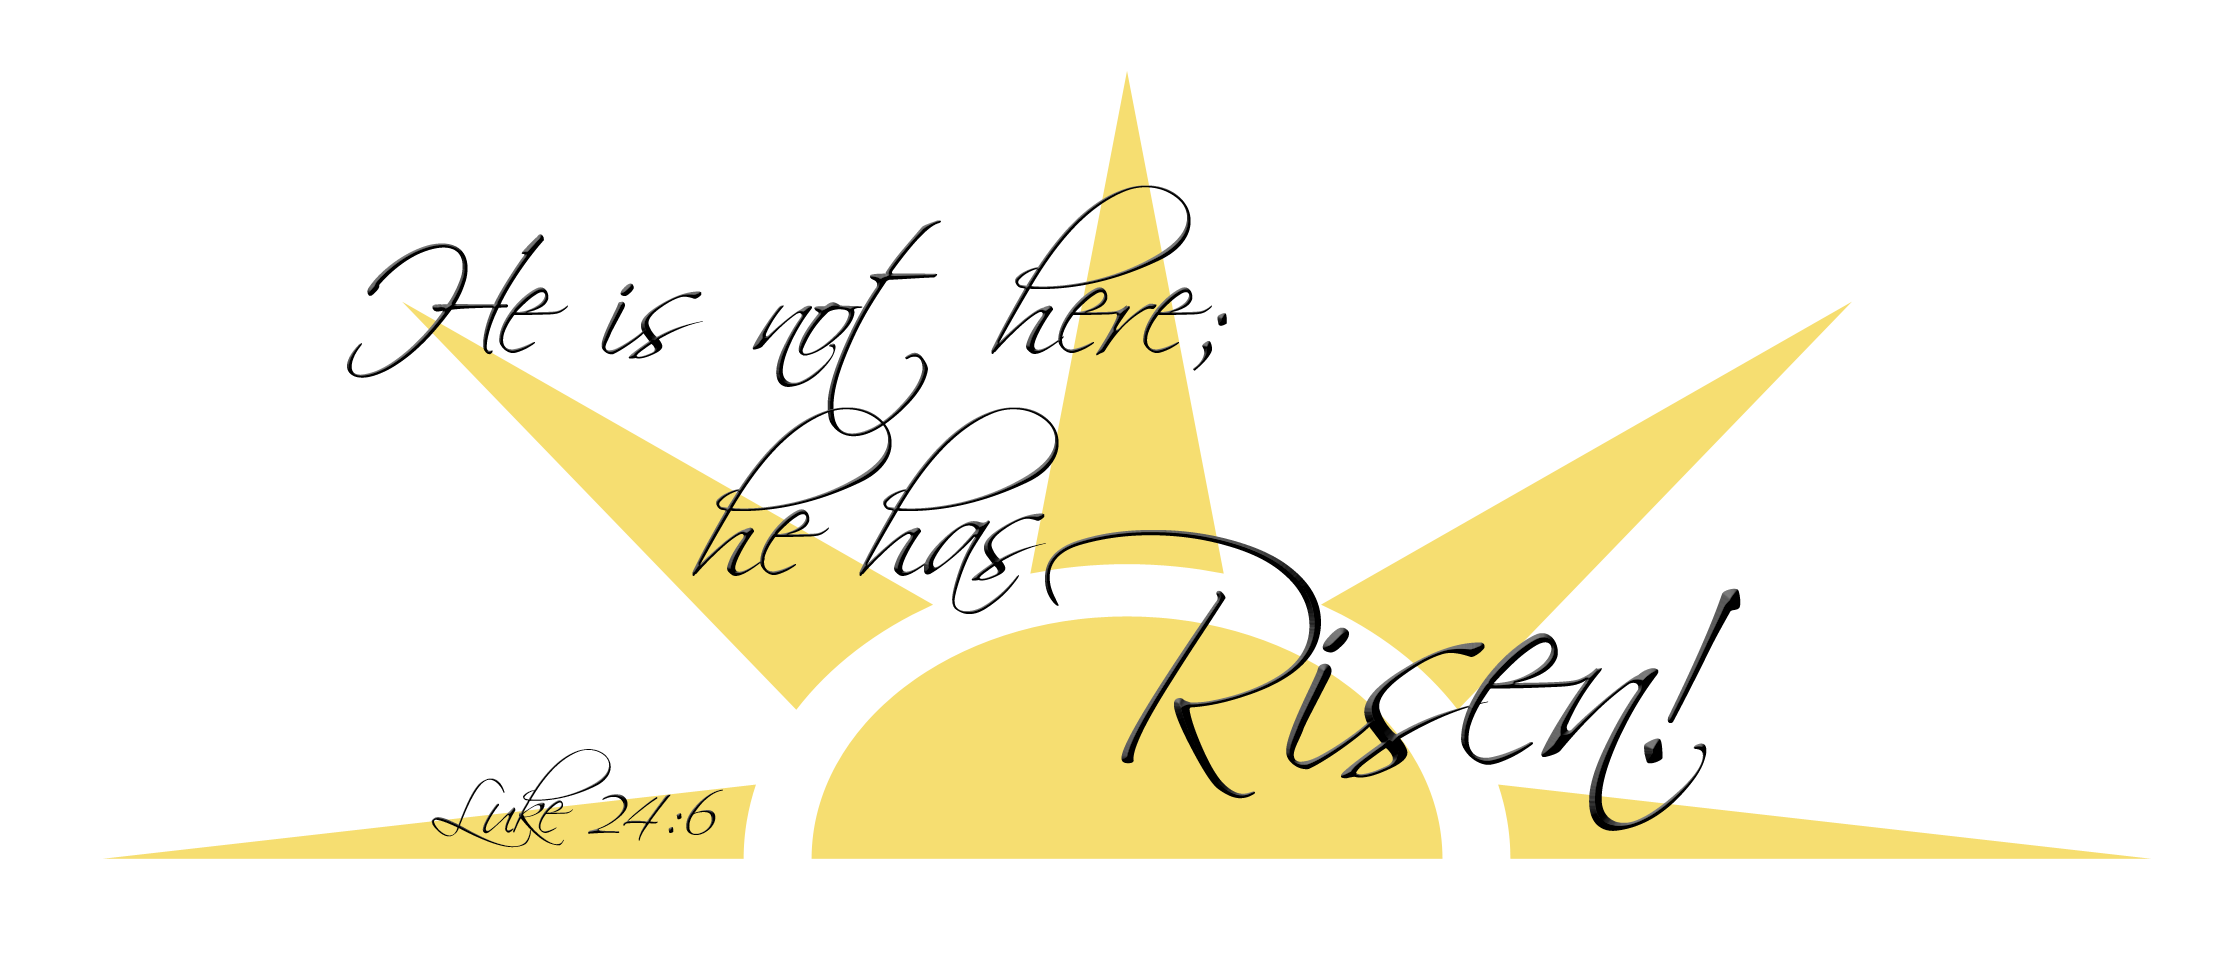 He is not here;
he has Risen!
Luke 24:6